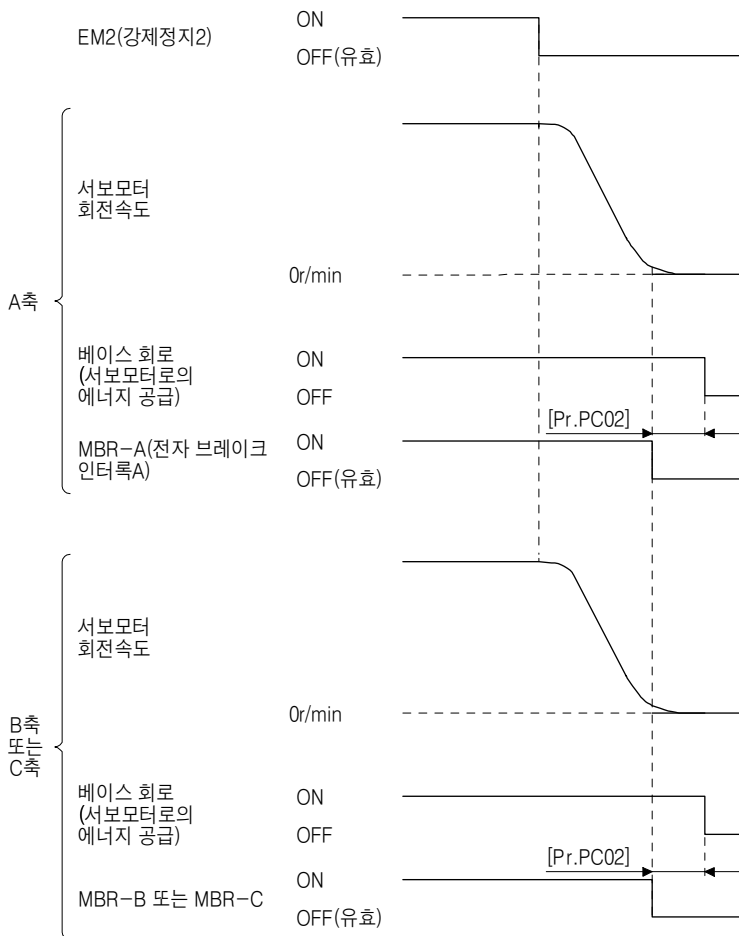 EM2(강제정지2)
ON
OFF(유효)
A축
서보모터
회전속도
0r/min
베이스 회로
(서보모터로의
에너지 공급)
ON
OFF
[Pr.PC02]
MBR-A(전자 브레이크
인터록A)
ON
OFF(유효)
B축
또는
C축
서보모터
회전속도
0r/min
베이스 회로
(서보모터로의
에너지 공급)
ON
OFF
[Pr.PC02]
MBR-B 또는 MBR-C
ON
OFF(유효)